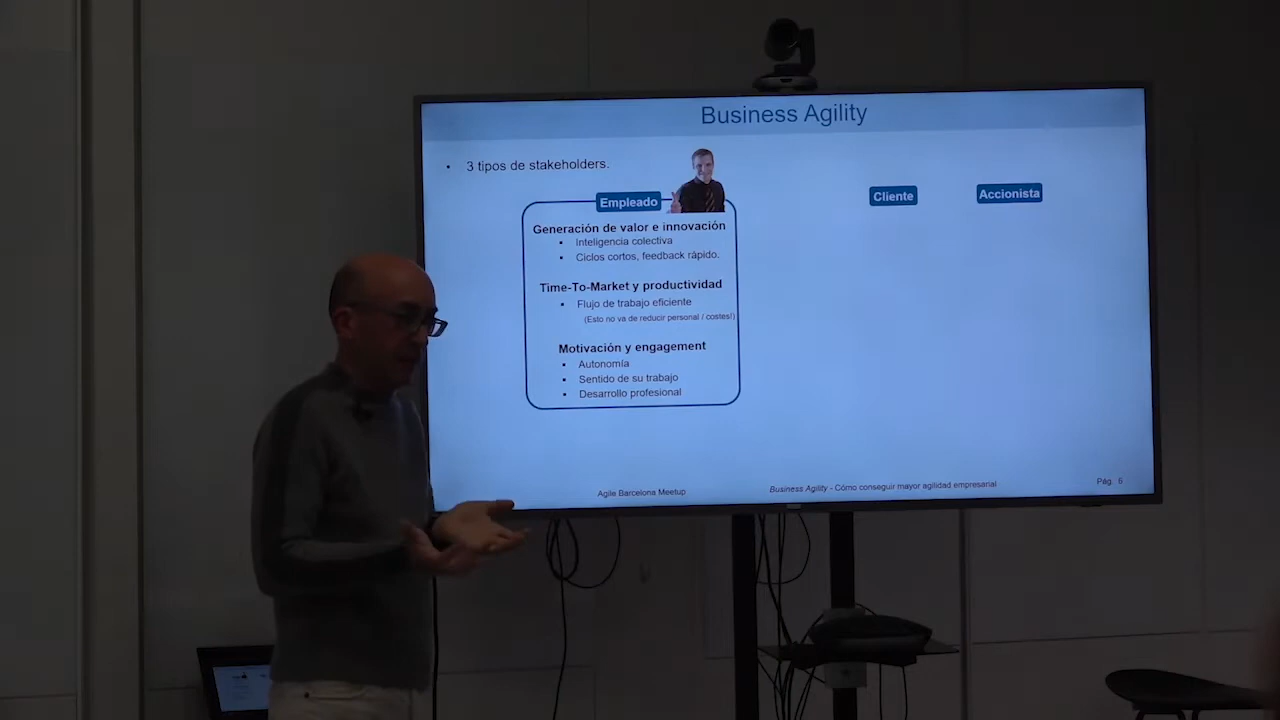 Business Agility
• 3 tipos de stakeholders.
Empleado
Generación de valor e innovación
▪ Inteligencia colectiva
▪ Ciclos cortos, feedback rápido.
Time-To-Market y productividad
▪ Flujo de trabajo eficiente
(Esto no va de reducir personal / costes!)
Motivación y engagement
▪ Autonomía
▪ Sentido de su trabajo
▪ Desarrollo profesional
Cliente
Accionista
Agile Barcelona Meetup
Business Agility - Cómo conseguir mayor agilidad empresarial
Pág. 6